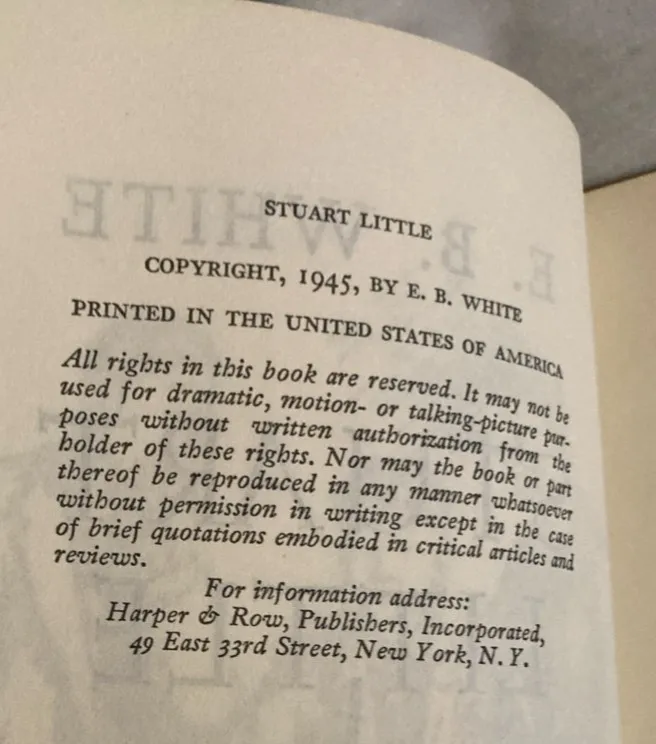 STUART LITTLE
COPYRIGHT, 1945, BY E. B. WHITE
PRINTED IN THE UNITED STATES OF AMERICA
All rights in this book are reserved. It may not be
used for dramatic, motion- or talking-picture pur-
poses without written authorization from the
holder of these rights. Nor may the book or part
thereof be reproduced in any manner whatsoever
without permission in writing except in the case
of brief quotations embodied in critical articles and
reviews.
For information address:
Harper & Row, Publishers, Incorporated,
49 East 33rd Street, New York, N. Y.